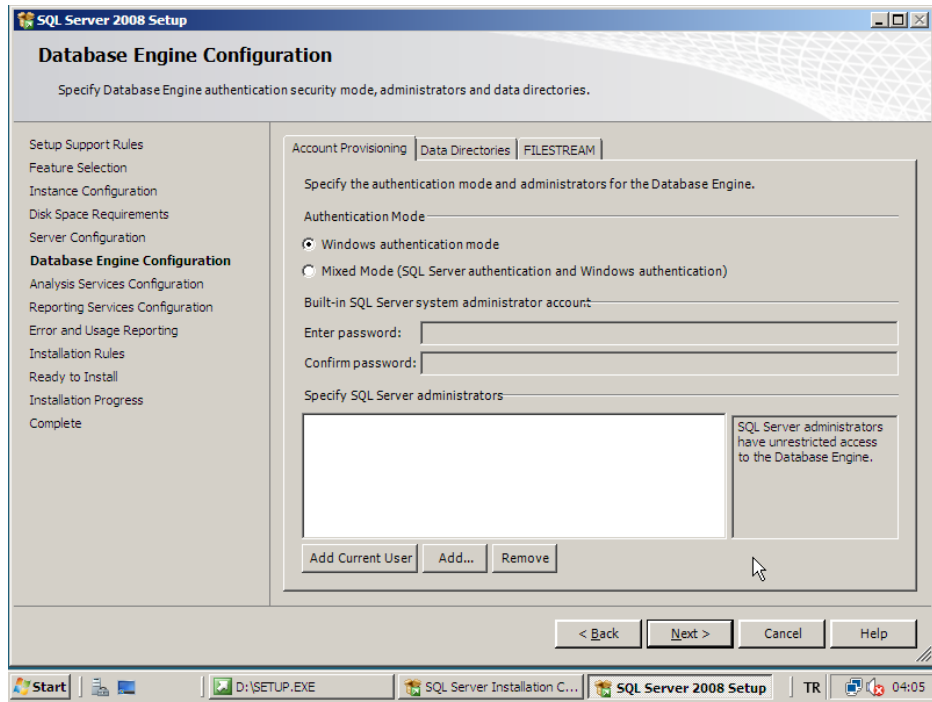 SQL Server 2008 Setup
Database Engine Configuration
Specify Database Engine authentication security mode, administrators and data directories.
Setup Support Rules
Feature Selection
Instance Configuration
Disk Space Requirements
Server Configuration
Database Engine Configuration
Analysis Services Configuration
Reporting Services Configuration
Error and Usage Reporting
Installation Rules
Ready to Install
Installation Progress
Complete
Account Provisioning Data Directories FILESTREAM
Specify the authentication mode and administrators for the Database Engine.
Authentication Mode
Windows authentication mode
Mixed Mode (SQL Server authentication and Windows authentication)
Built-in SQL Server system administrator account
Enter password:
Confirm password:
Specify SQL Server administrators
SQL Server administrators
have unrestricted access
to the Database Engine.
Add Current User Add... Remove
< Back Next > Cancel Help
Start D:\SETUP.EXE SQL Server Installation C... SQL Server 2008 Setup TR 04:05